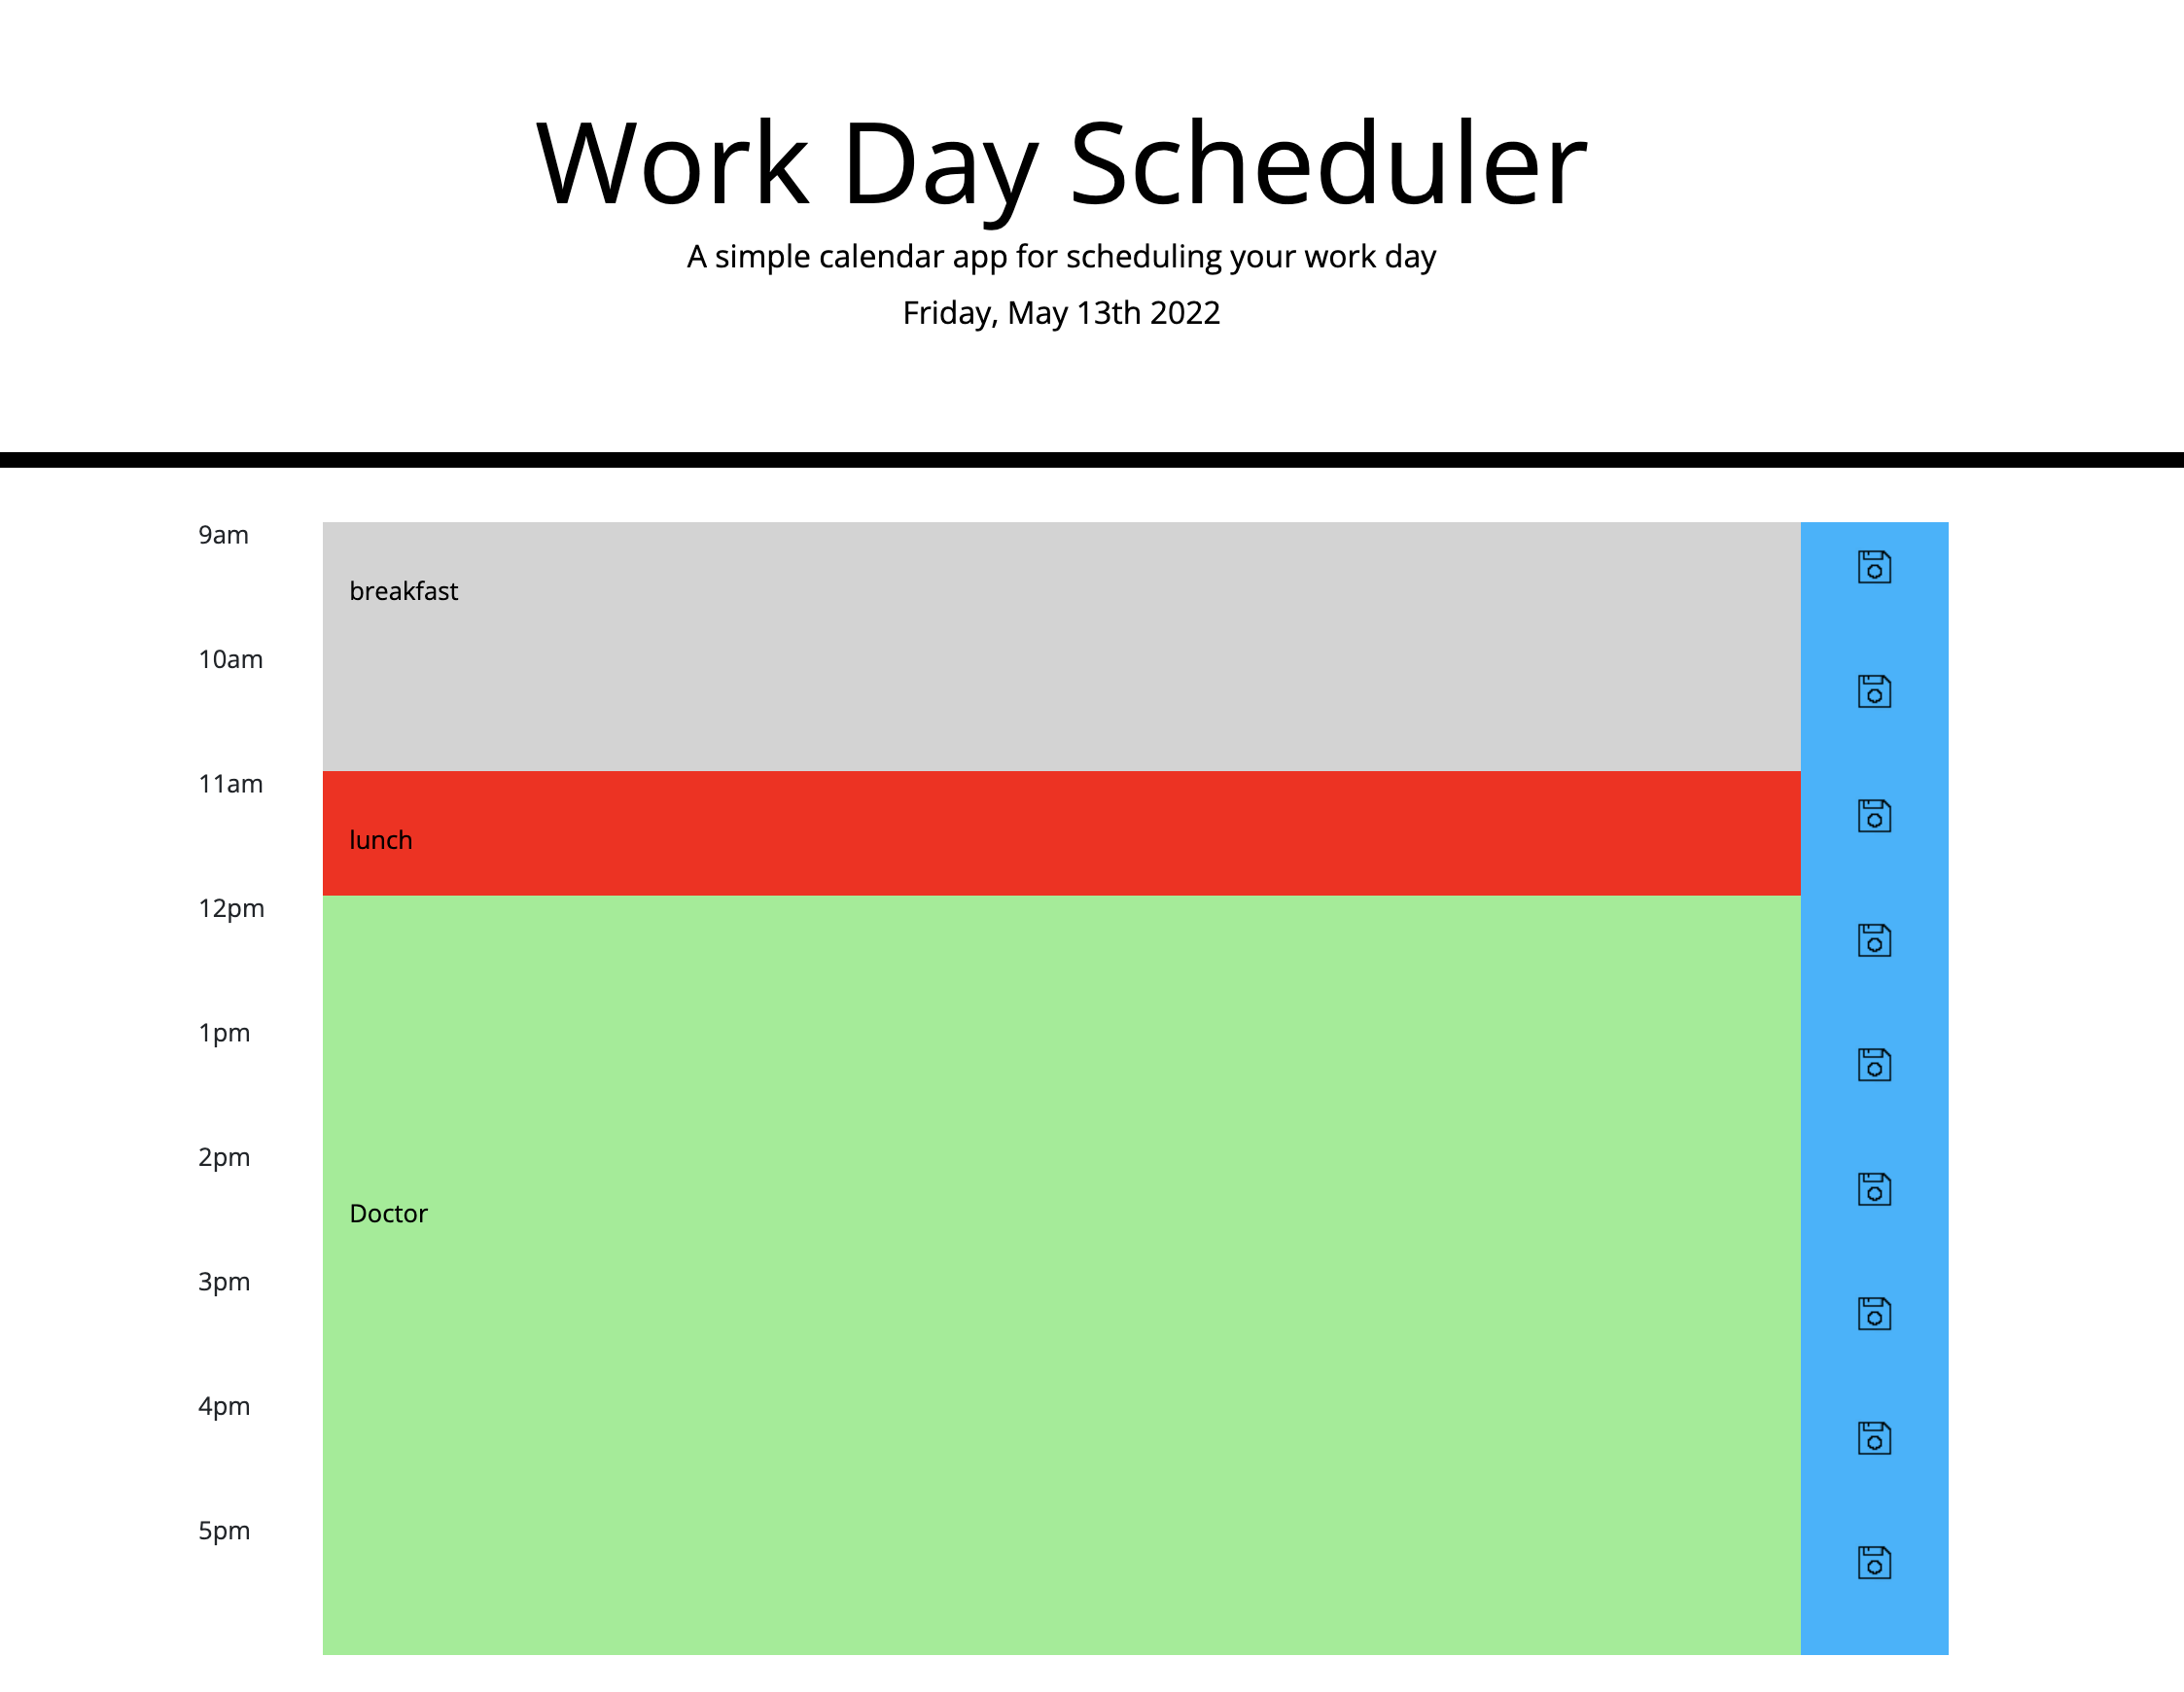 Work Day Scheduler
A simple calendar app for scheduling your work day
Friday, May 13th 2022
9am
breakfast
10am
11am
lunch
12pm
1pm
2pm
Doctor
3pm
4pm
5pm